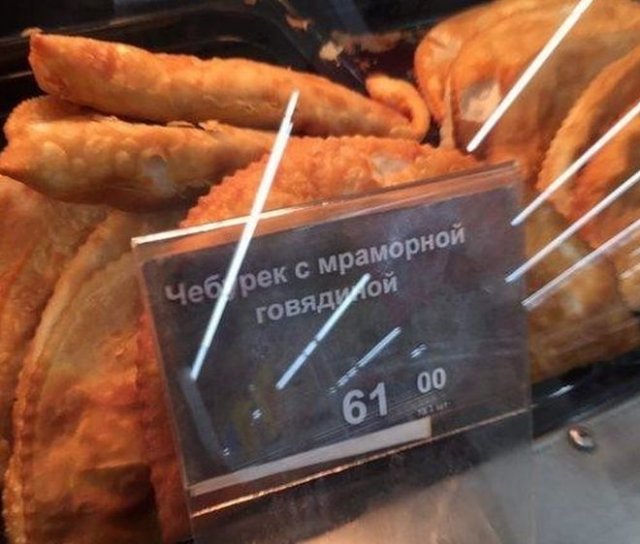 Чебурек с мраморной
говядиной
61 00